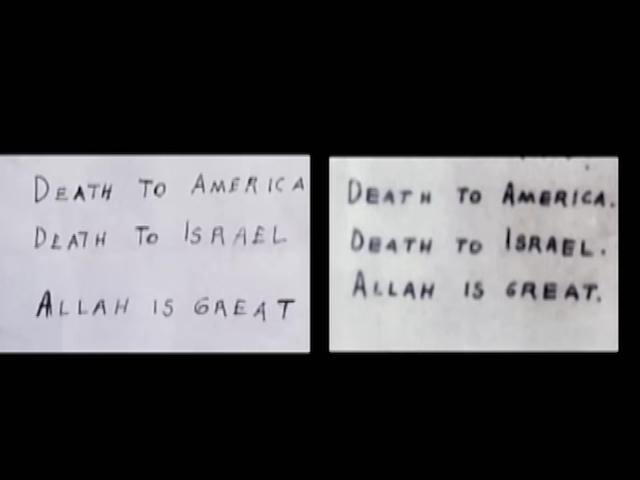 DEATH TO AMERICA
DEATH TO ISRAEL
ALLAH IS GREAT
DEATH TO AMERICA.
DEATH TO ISRAEL.
ALLAH IS GREAT.